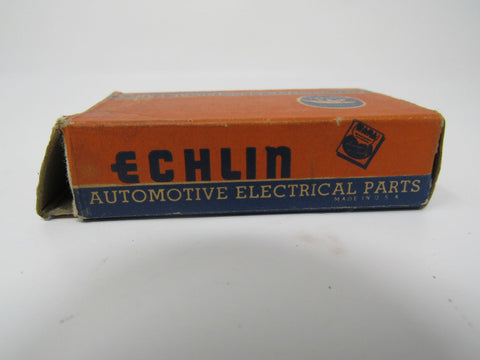 ECHLIN
AUTOMOTIVE ELECTRICAL PARTS
MADE IN U.S.A.